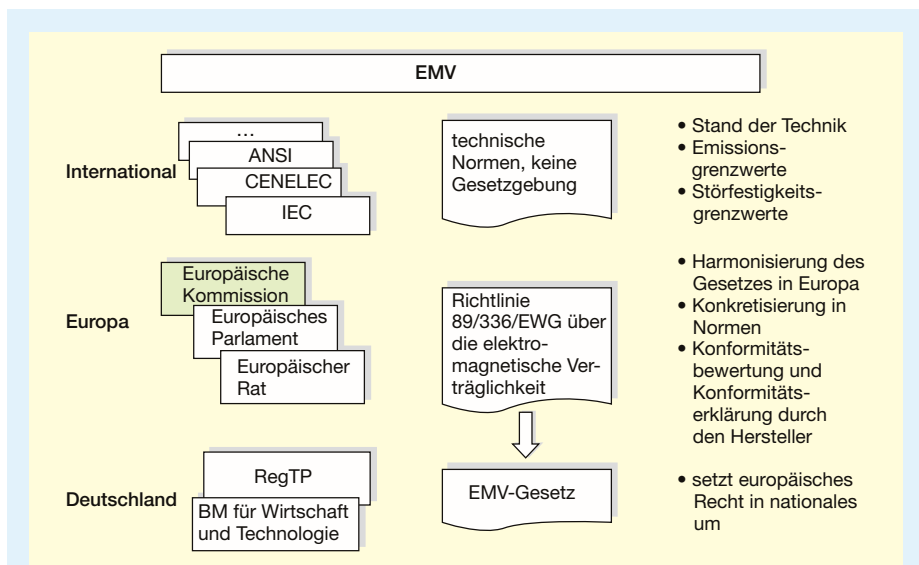 EMV
International
…
ANSI
CENELEC
IEC
technische
Normen, keine
Gesetzgebung
• Stand der Technik
• Emissions-
grenzwerte
• Störfestigkeits-
grenzwerte
Europa
Europäische
Kommission
Europäisches
Parlament
Europäischer
Rat
Richtlinie
89/336/EWG über
die elektro-
magnetische Ver-
träglichkeit
• Harmonisierung des
Gesetzes in Europa
• Konkretisierung in
Normen
• Konformitäts-
bewertung und
Konformitäts-
erklärung durch
den Hersteller
Deutschland
RegTP
BM für Wirtschaft
und Technologie
EMV-Gesetz
• setzt europäisches
Recht in nationales
um